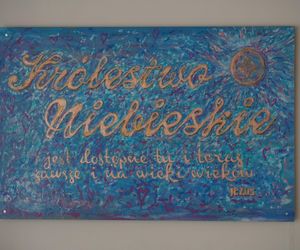 Królestwo
Niebieskie
jest dostępne tu i teraz
zawsze i na wieki wieków
JEZUS